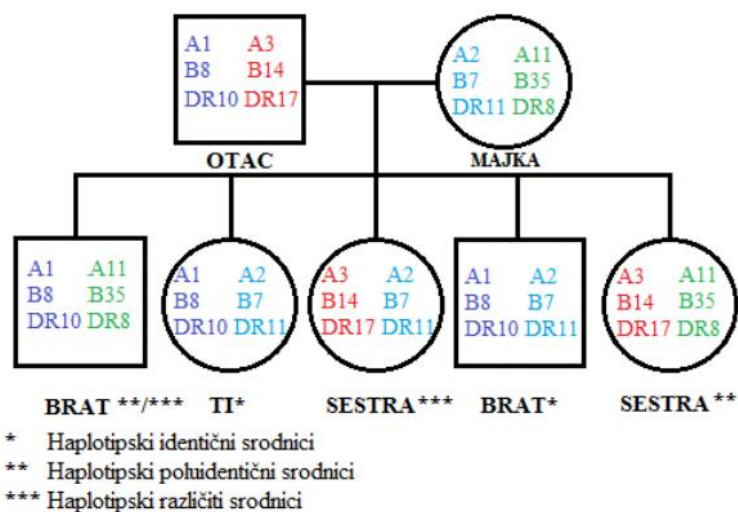 A1 A3
B8 B14
DR10 DR17
OTAC
A2 A11
B7 B35
DR11 DR8
MAJKA
A1 A11
B8 B35
DR10 DR8
BRAT **/***
A1 A2
B8 B7
DR10 DR11
TI*
A3 A2
B14 B7
DR17 DR11
SESTRA***
A1 A2
B8 B7
DR10 DR11
BRAT*
A3 A11
B14 B35
DR17 DR8
SESTRA **
* Haplotipski identični srodnici
** Haplotipski poluidentični srodnici
*** Haplotipski različiti srodnici